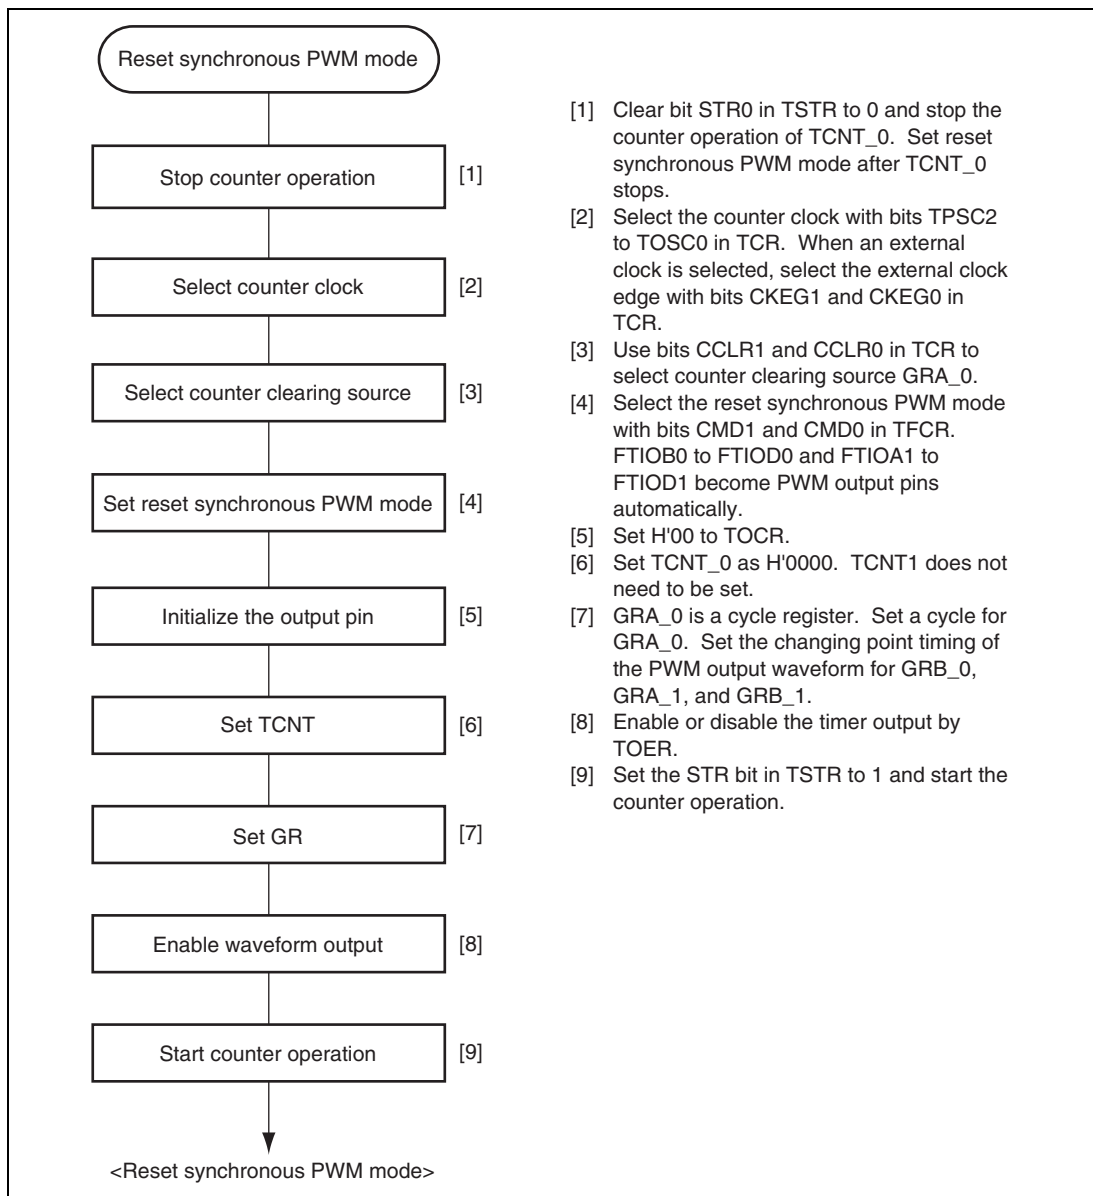 Reset synchronous PWM mode
Stop counter operation [1]
Select counter clock [2]
Select counter clearing source [3]
Set reset synchronous PWM mode [4]
Initialize the output pin [5]
Set TCNT [6]
Set GR [7]
Enable waveform output [8]
Start counter operation [9]
<Reset synchronous PWM mode>
[1] Clear bit STR0 in TSTR to 0 and stop the
counter operation of TCNT_0. Set reset
synchronous PWM mode after TCNT_0
stops.
[2] Select the counter clock with bits TPSC2
to TOSC0 in TCR. When an external
clock is selected, select the external clock
edge with bits CKEG1 and CKEG0 in
TCR.
[3] Use bits CCLR1 and CCLR0 in TCR to
select counter clearing source GRA_0.
[4] Select the reset synchronous PWM mode
with bits CMD1 and CMD0 in TFCR.
FTIOB0 to FTIOD0 and FTIOA1 to
FTIOD1 become PWM output pins
automatically.
[5] Set H'00 to TOCR.
[6] Set TCNT_0 as H'0000. TCNT1 does not
need to be set.
[7] GRA_0 is a cycle register. Set a cycle for
GRA_0. Set the changing point timing of
the PWM output waveform for GRB_0,
GRA_1, and GRB_1.
[8] Enable or disable the timer output by
TOER.
[9] Set the STR bit in TSTR to 1 and start the
counter operation.